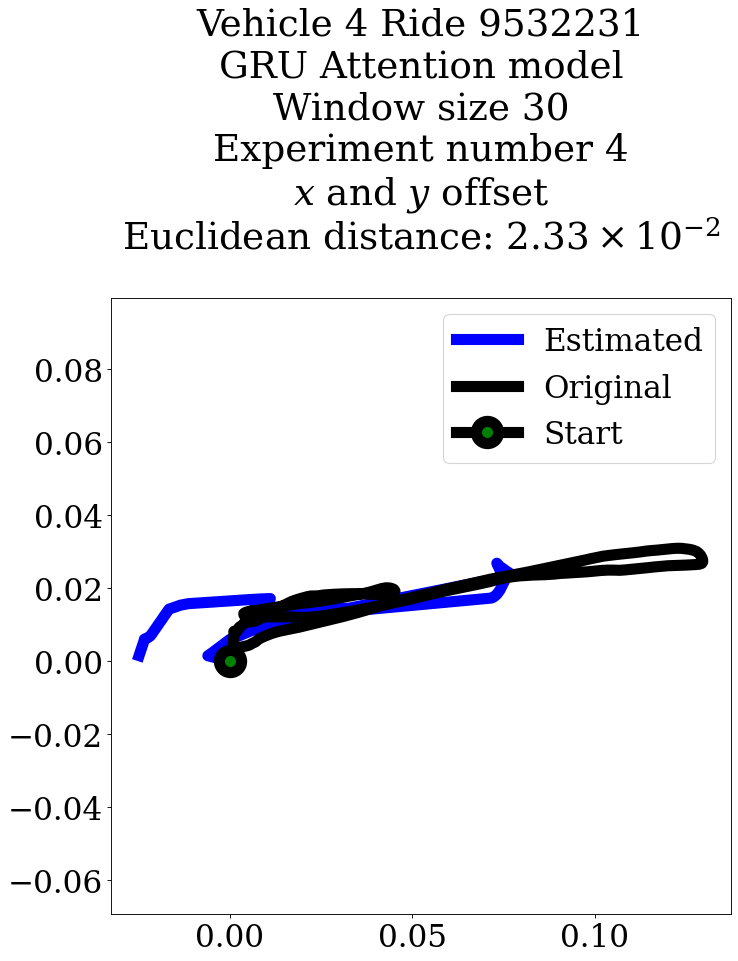 Vehicle 4 Ride 9532231
GRU Attention model
Window size 30
Experiment number 4
x and y offset
Euclidean distance: 2.33 × 10⁻²
Estimated
Original
Start
0.08
0.06
0.04
0.02
0.00
−0.02
−0.04
−0.06
0.00 0.05 0.10